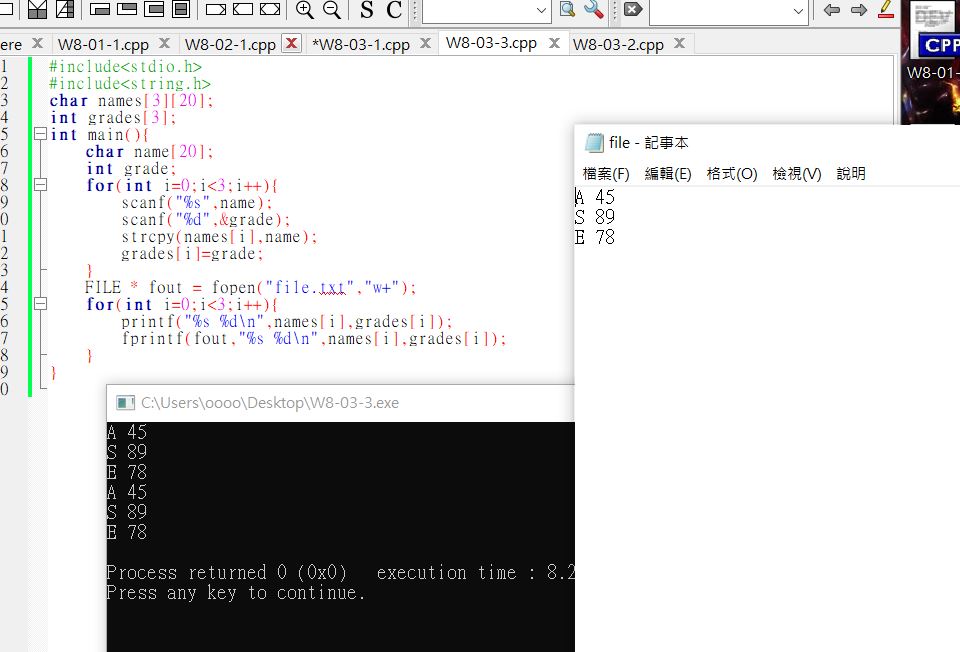 S C
ere W8-01-1.cpp W8-02-1.cpp *W8-03-1.cpp W8-03-3.cpp W8-03-2.cpp
CPP
W8-01-
1 #include<stdio.h>
2 #include<string.h>
3 char names[3][20];
4 int grades[3];
5 int main(){
6 char name[20];
7 int grade;
8 for(int i=0;i<3;i++){
9 scanf("%s",name);
0 scanf("%d",&grade);
1 strcpy(names[i],name);
2 grades[i]=grade;
3 }
4 FILE * fout = fopen("file.txt","w+");
5 for(int i=0;i<3;i++){
6 printf("%s %d\n",names[i],grades[i]);
7 fprintf(fout,"%s %d\n",names[i],grades[i]);
8 }
9 }
0
file - 記事本
檔案(F) 編輯(E) 格式(O) 檢視(V) 說明
A 45
S 89
E 78
C:\Users\oooo\Desktop\W8-03-3.exe
A 45
S 89
E 78
A 45
S 89
E 78
Process returned 0 (0x0) execution time : 8.2
Press any key to continue.